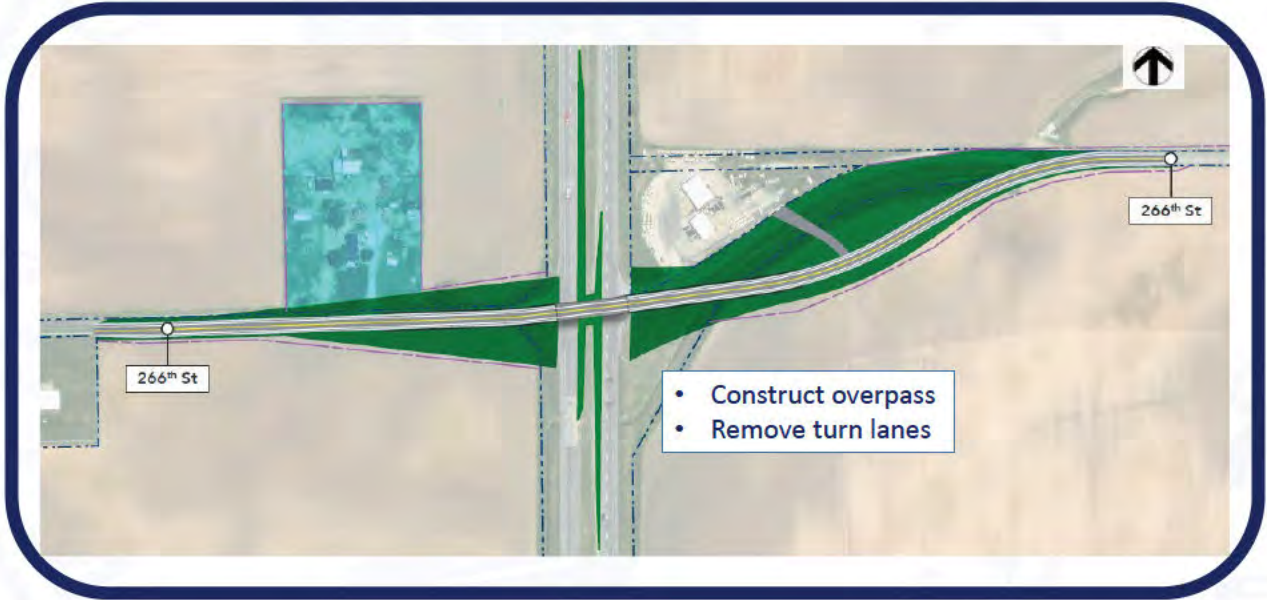 266th St
266th St
• Construct overpass
• Remove turn lanes